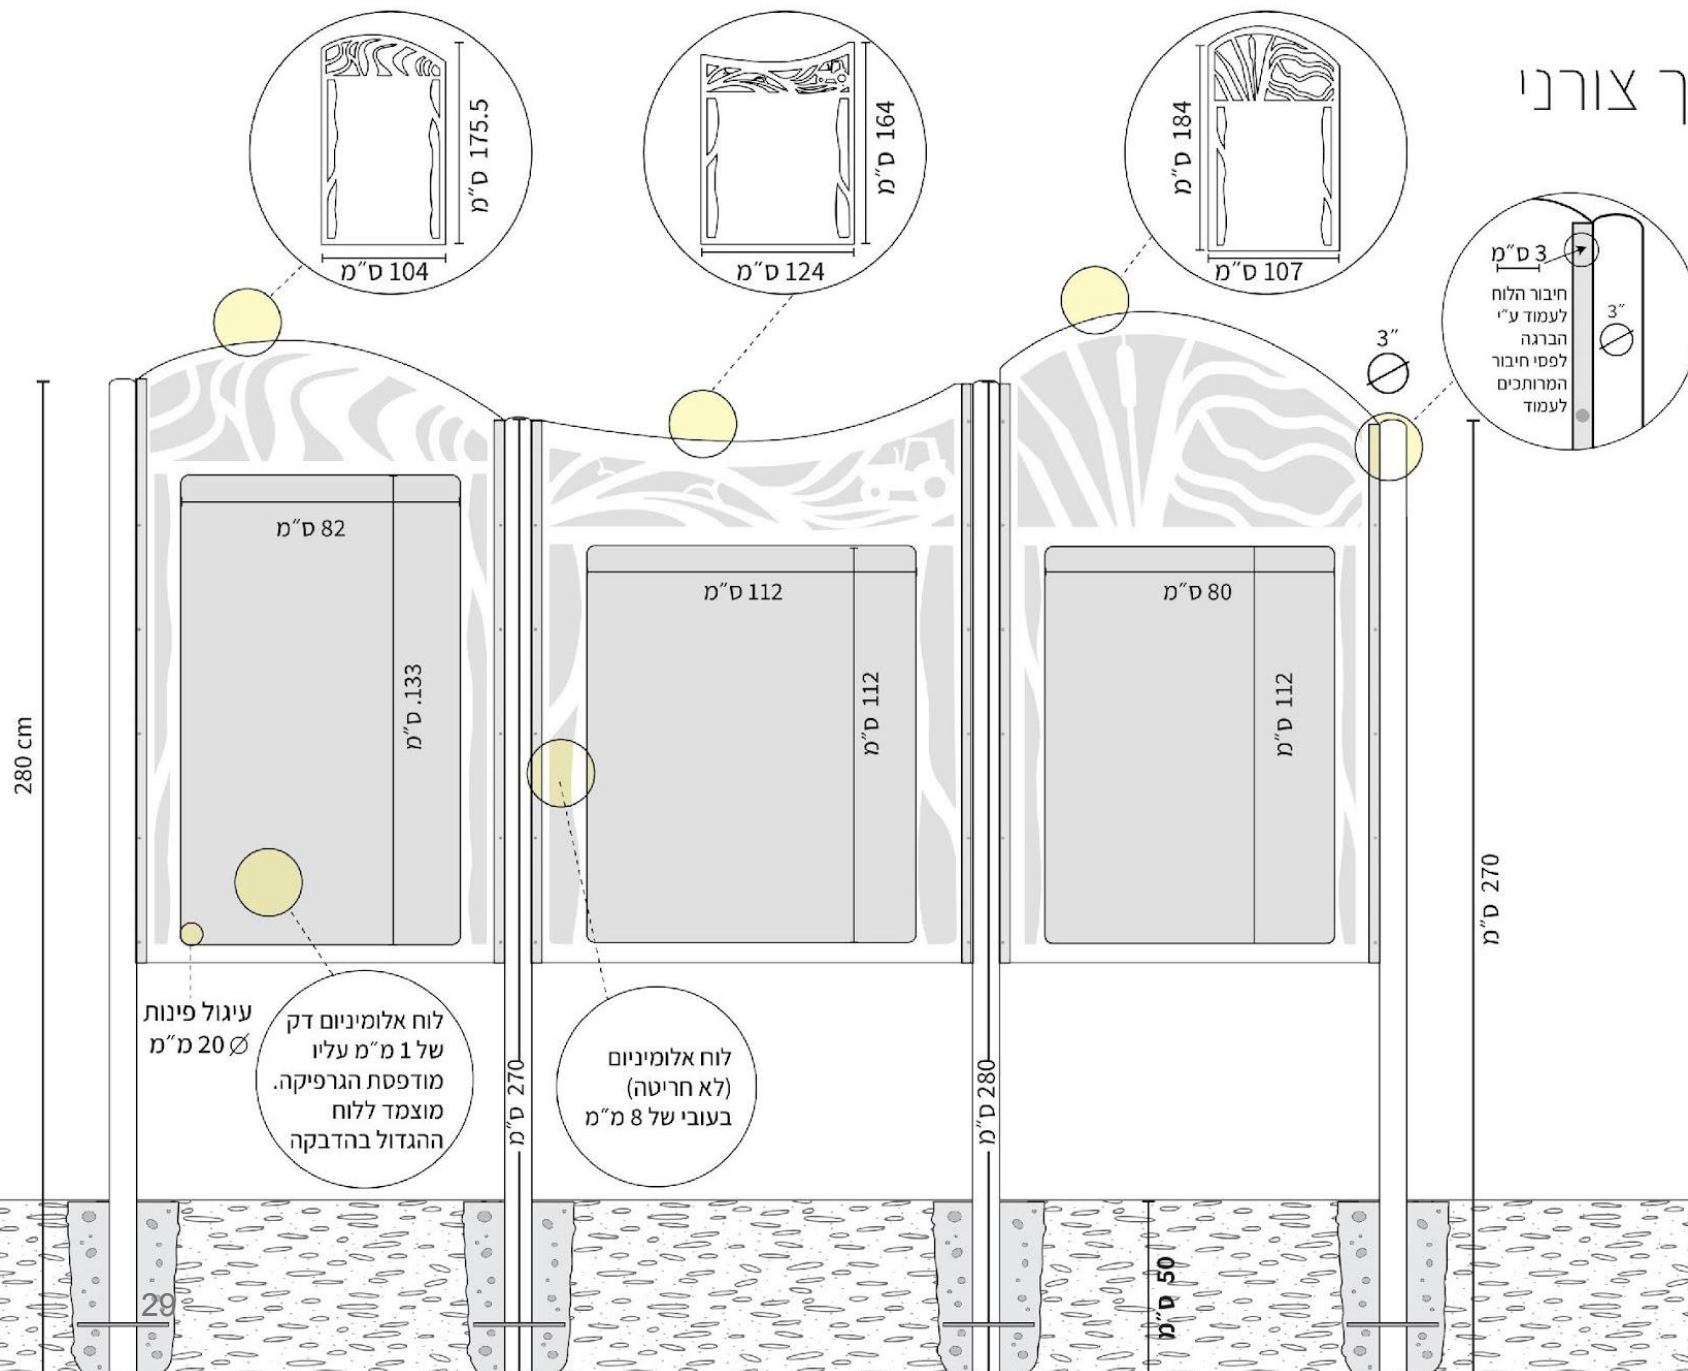 ך צורני
175.5 ס״מ
104 ס״מ
164 ס״מ
124 ס״מ
184 ס״מ
107 ס״מ
3 ס״מ
חיבור הלוח
לעמוד ע״י
הברגה
לפסי חיבור
המרותכים
לעמוד
3״
3״
82 ס״מ
133. ס״מ
112 ס״מ
112 ס״מ
80 ס״מ
112 ס״מ
280 cm
270 ס״מ
עיגול פינות
∅ 20 מ״מ
לוח אלומיניום דק
של 1 מ״מ עליו
מודפסת הגרפיקה.
מוצמד ללוח
ההגדול בהדבקה
270 ס״מ
לוח אלומיניום
(לא חריטה)
בעובי של 8 מ״מ
280 ס״מ
50 ס״מ
29